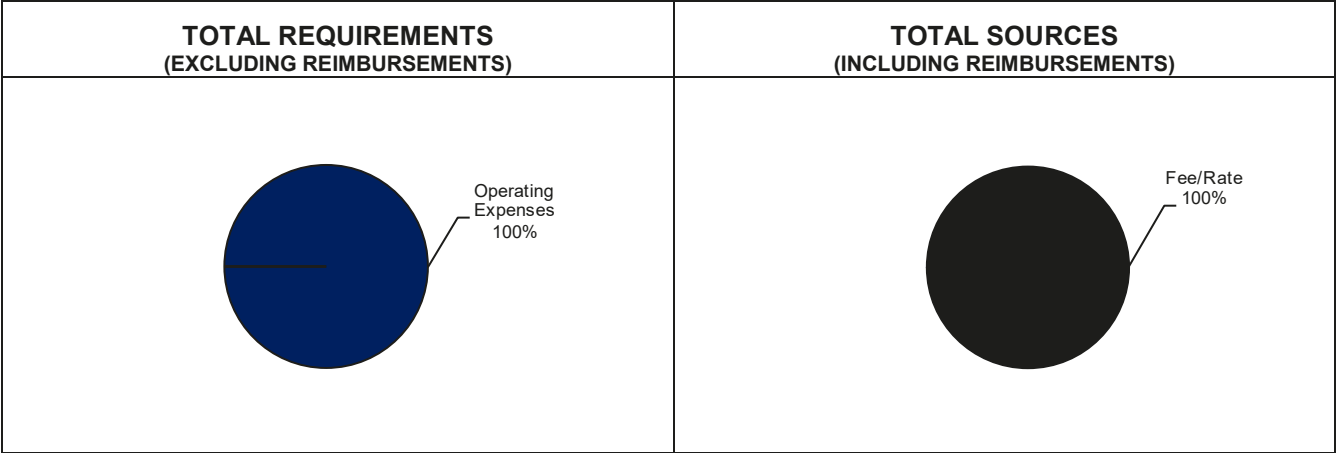 TOTAL REQUIREMENTS
(EXCLUDING REIMBURSEMENTS)
TOTAL SOURCES
(INCLUDING REIMBURSEMENTS)
Operating
Expenses
100%
Fee/Rate
100%